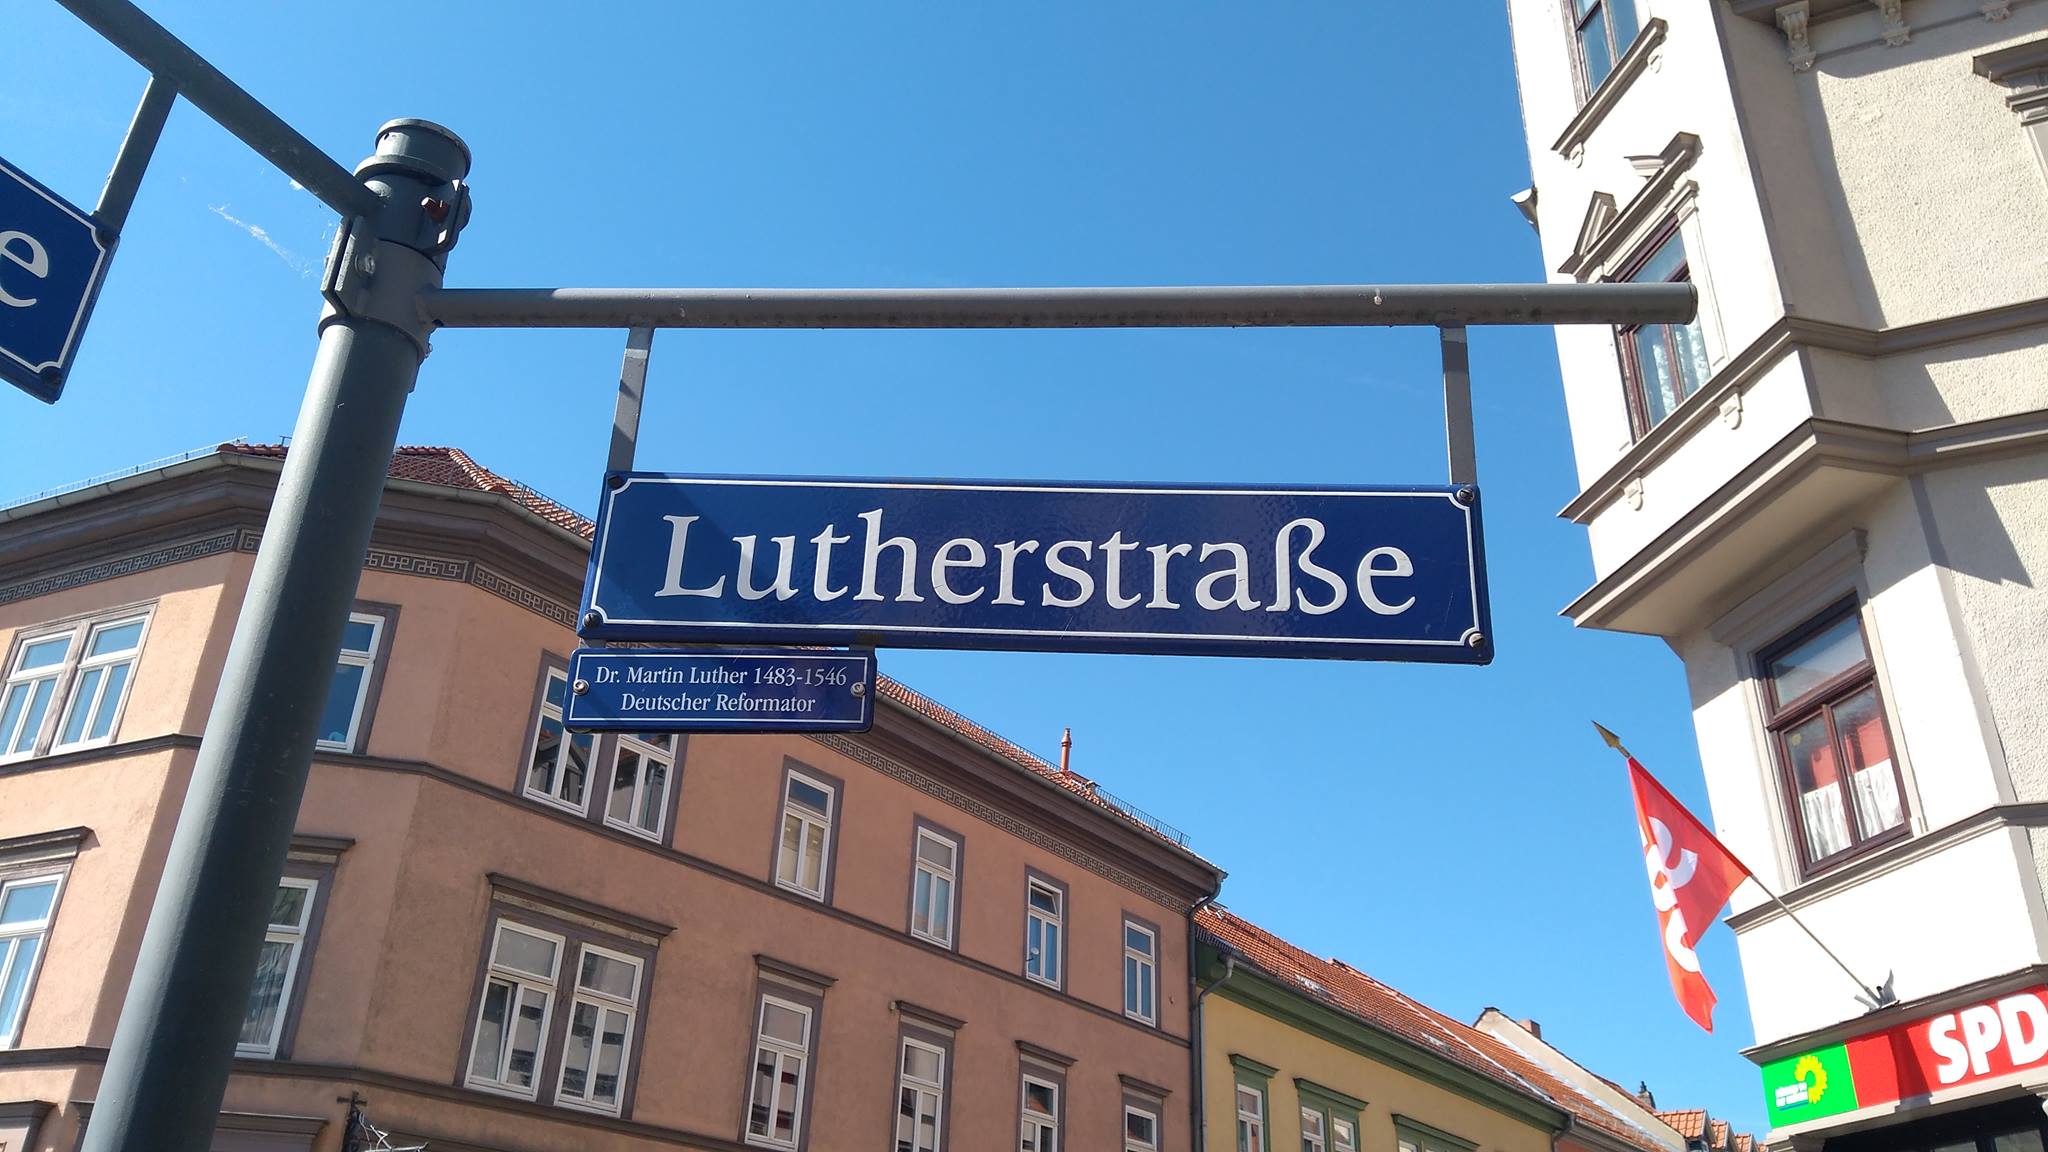 e
Lutherstraße
Dr. Martin Luther 1483-1546
Deutscher Reformator
SPD